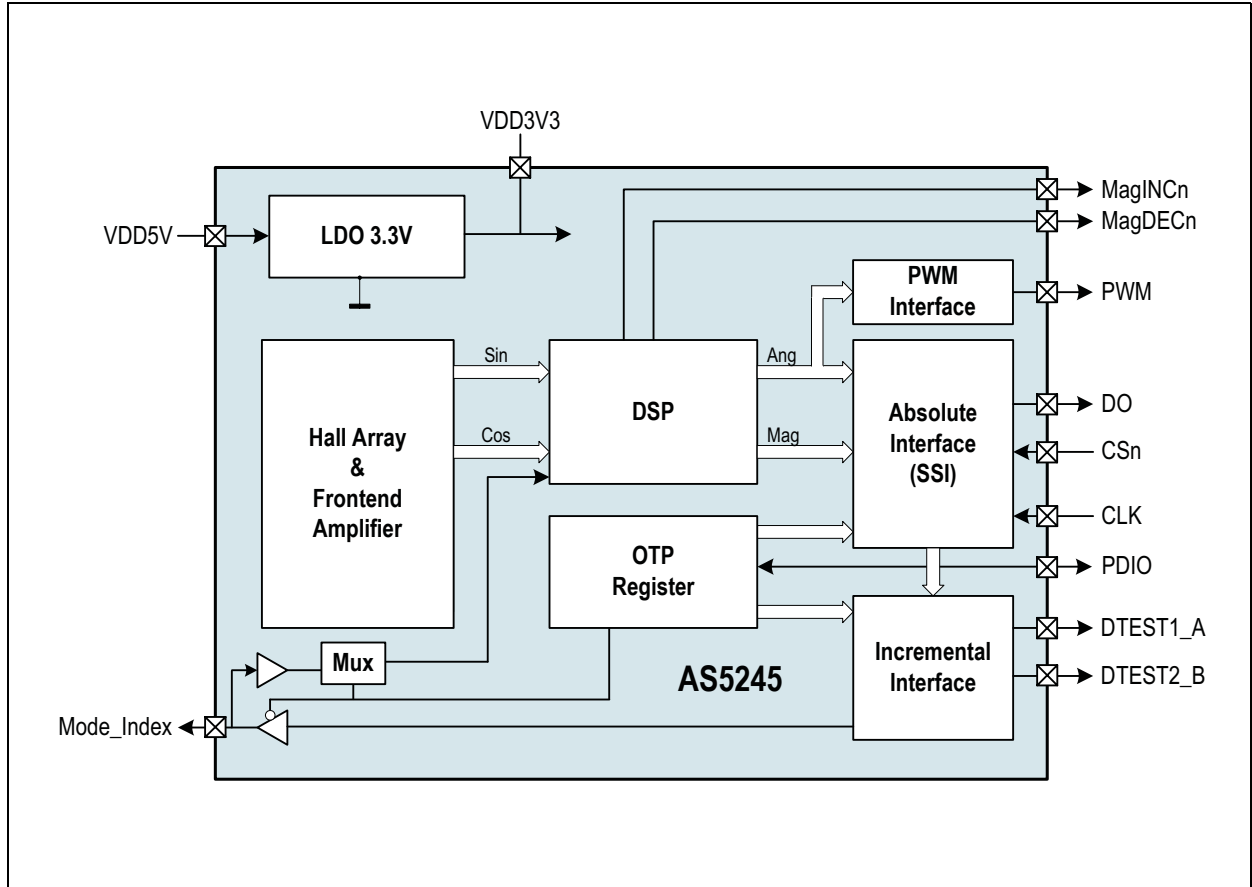 VDD3V3
VDD5V
LDO 3.3V
MagINCn
MagDECn
PWM
Interface
PWM
Hall Array
&
Frontend
Amplifier
Sin
Cos
DSP
Ang
Mag
Absolute
Interface
(SSI)
DO
CSn
CLK
OTP
Register
PDIO
Mux
AS5245
Incremental
Interface
DTEST1_A
DTEST2_B
Mode_Index